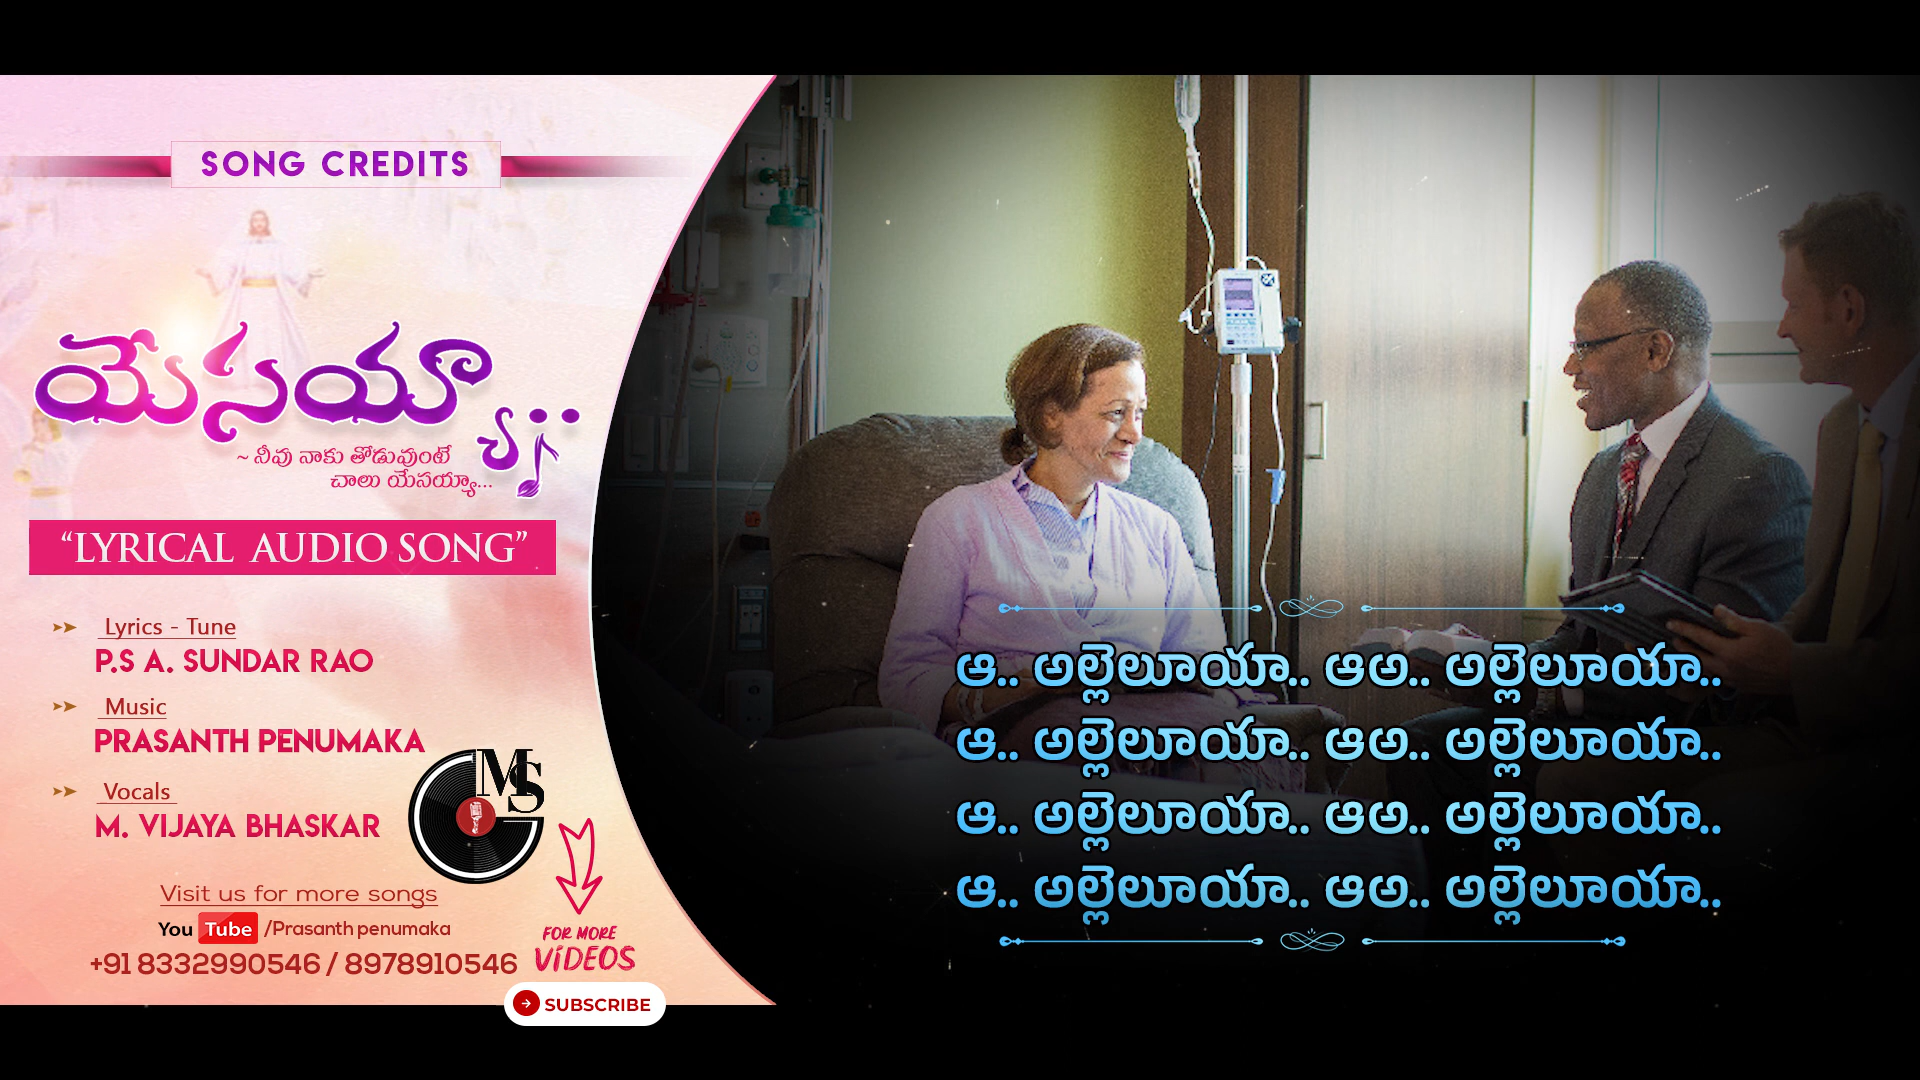 SONG CREDITS
యేసయ్యా..
~ నీవు నాకు తోడువుంటే
చాలు యేసయ్యా...
“LYRICAL AUDIO SONG”
Lyrics - Tune
P.S A. SUNDAR RAO
Music
PRASANTH PENUMAKA
MS
Vocals
M. VIJAYA BHASKAR
Visit us for more songs
You Tube /Prasanth penumaka
+91 8332990546 / 8978910546
FOR MORE
VIDEOS
SUBSCRIBE
ఆ.. అల్లెలూయా.. ఆఅ.. అల్లెలూయా..
ఆ.. అల్లెలూయా.. ఆఅ.. అల్లెలూయా..
ఆ.. అల్లెలూయా.. ఆఅ.. అల్లెలూయా..
ఆ.. అల్లెలూయా.. ఆఅ.. అల్లెలూయా..